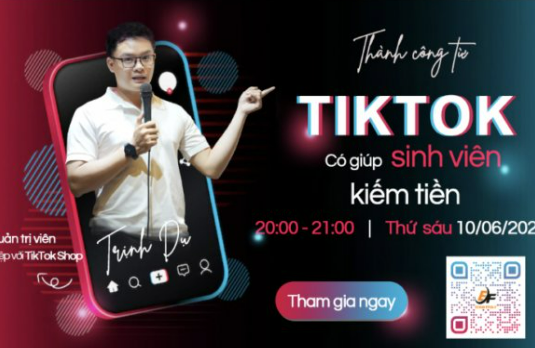 Thành công từ
TIKTOK
Có giúp sinh viên
kiếm tiền
20:00 - 21:00 | Thứ sáu 10/06/202
uản trị viên
ệp với TikTok Shop
Trịnh Dư
Tham gia ngay